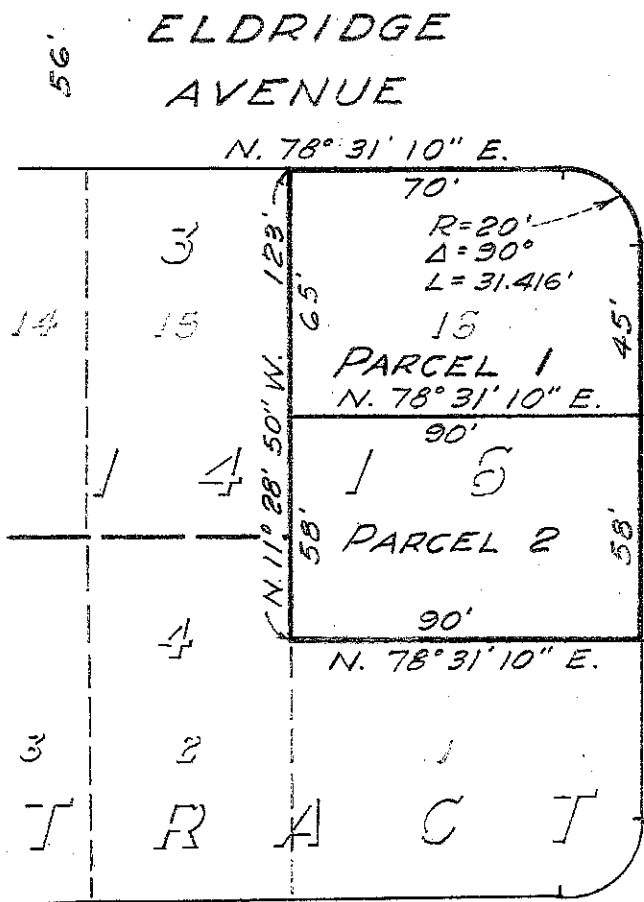 ELDRIDGE
AVENUE
56'
N. 78° 31' 10" E.
70'
R=20'
Δ=90°
L=31.416'
3
123'
65'
14
15
16
45'
PARCEL 1
N. 78° 31' 10" E.
90'
N. 11° 28' 50" W.
1 4 1 6
58'
PARCEL 2
58'
90'
N. 78° 31' 10" E.
4
3
2
1
T R A C T